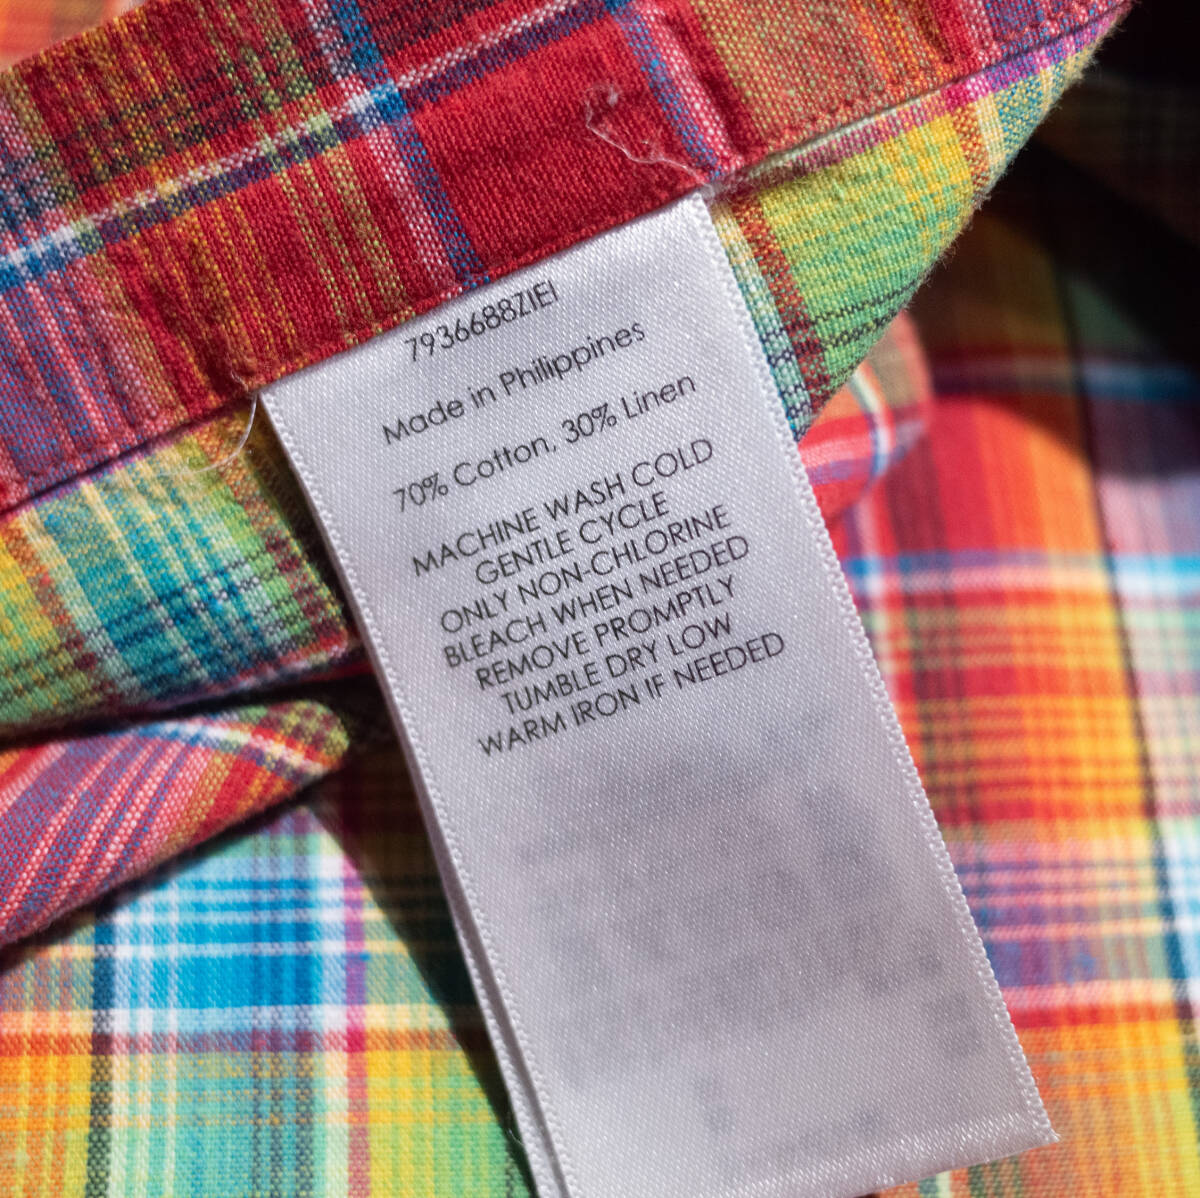 7936688ZIEI
Made in Philippines
70% Cotton, 30% Linen
MACHINE WASH COLD
GENTLE CYCLE
ONLY NON-CHLORINE
BLEACH WHEN NEEDED
REMOVE PROMPTLY
TUMBLE DRY LOW
WARM IRON IF NEEDED